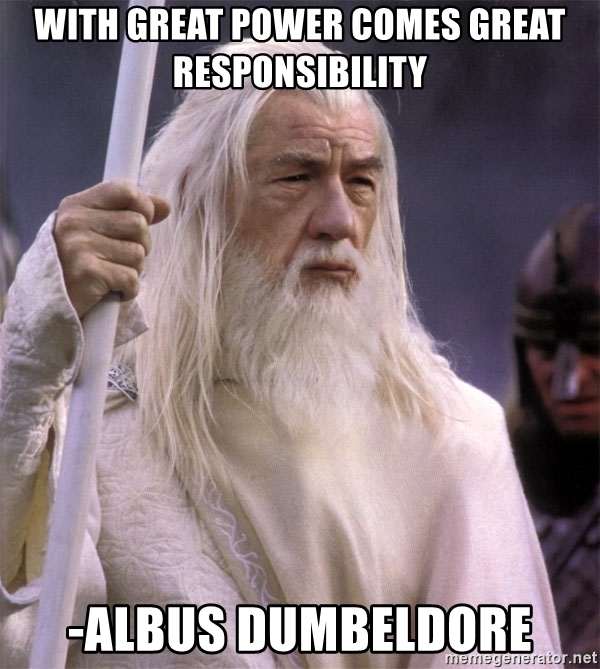 WITH GREAT POWER COMES GREAT
RESPONSIBILITY
-ALBUS DUMBELDORE
memegenerator.net